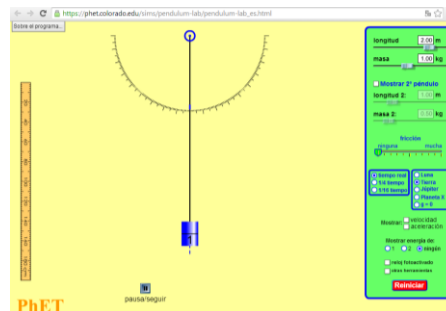 https://phet.colorado.edu/sims/pendulum-lab/pendulum-lab_es.html
Sobre el programa...
longitud 2.00 m
masa 1.00 kg
Mostrar 2° péndulo
longitud 2: m
masa 2: kg
fricción
ninguna mucha
tiempo real
1/4 tiempo
1/16 tiempo
Luna
Tierra
Júpiter
Planeta X
g = 0
Mostrar: velocidad
aceleración
Mostrar energía de:
1 2 ningún
reloj fotoactivado
otras herramientas
Reiniciar
1
pausa/seguir
PhET